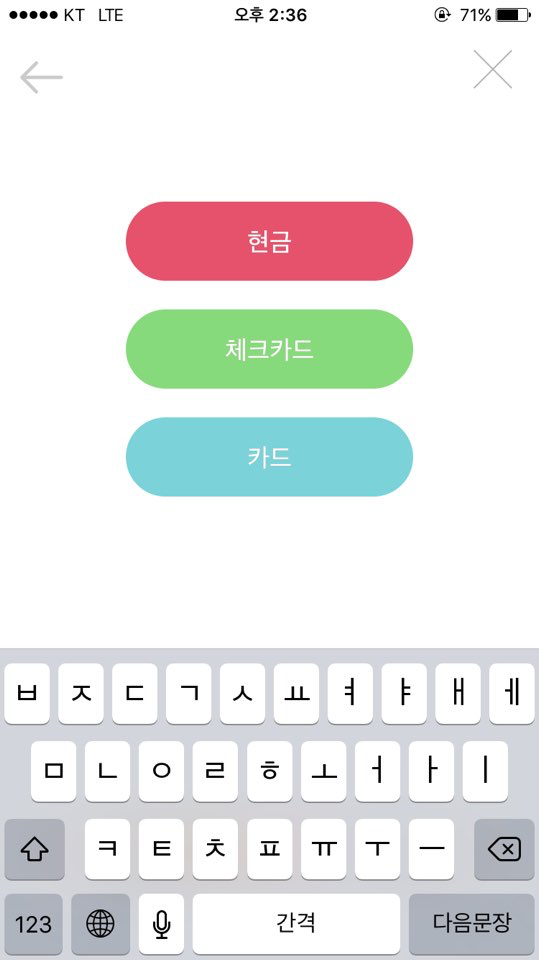 KT LTE 오후 2:36 71%
현금
체크카드
카드
ㅂ ㅈ ㄷ ㄱ ㅅ ㅛ ㅕ ㅑ ㅐ ㅔ
ㅁ ㄴ ㅇ ㄹ ㅎ ㅗ ㅓ ㅏ ㅣ
ㅋ ㅌ ㅊ ㅍ ㅠ ㅜ ㅡ
123 간격 다음문장